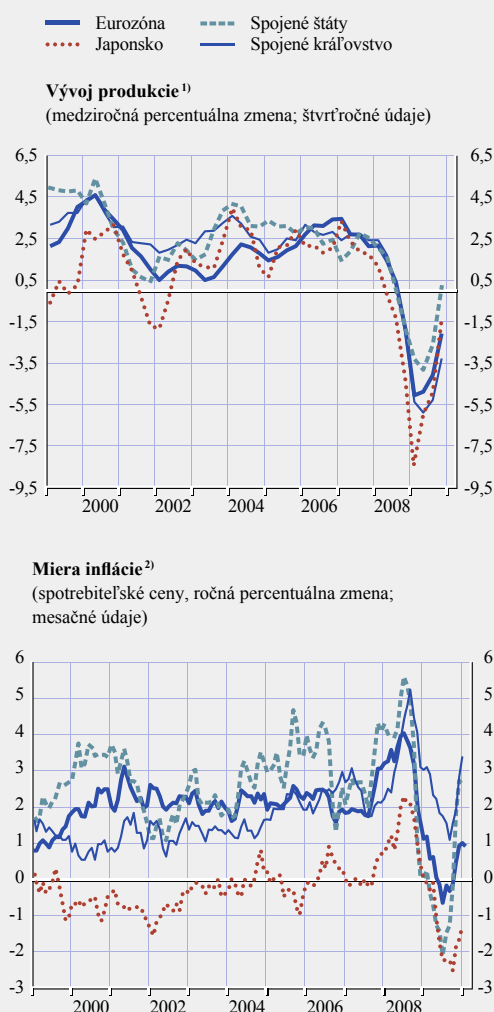 Eurozóna Spojené štáty
Japonsko Spojené kráľovstvo
Vývoj produkcie 1)
(medziročná percentuálna zmena; štvrťročné údaje)
6,5 6,5
4,5 4,5
2,5 2,5
0,5 0,5
-1,5 -1,5
-3,5 -3,5
-5,5 -5,5
-7,5 -7,5
-9,5 -9,5
2000 2002 2004 2006 2008
Miera inflácie 2)
(spotrebiteľské ceny, ročná percentuálna zmena;
mesačné údaje)
6 6
5 5
4 4
3 3
2 2
1 1
0 0
-1 -1
-2 -2
-3 -3
2000 2002 2004 2006 2008